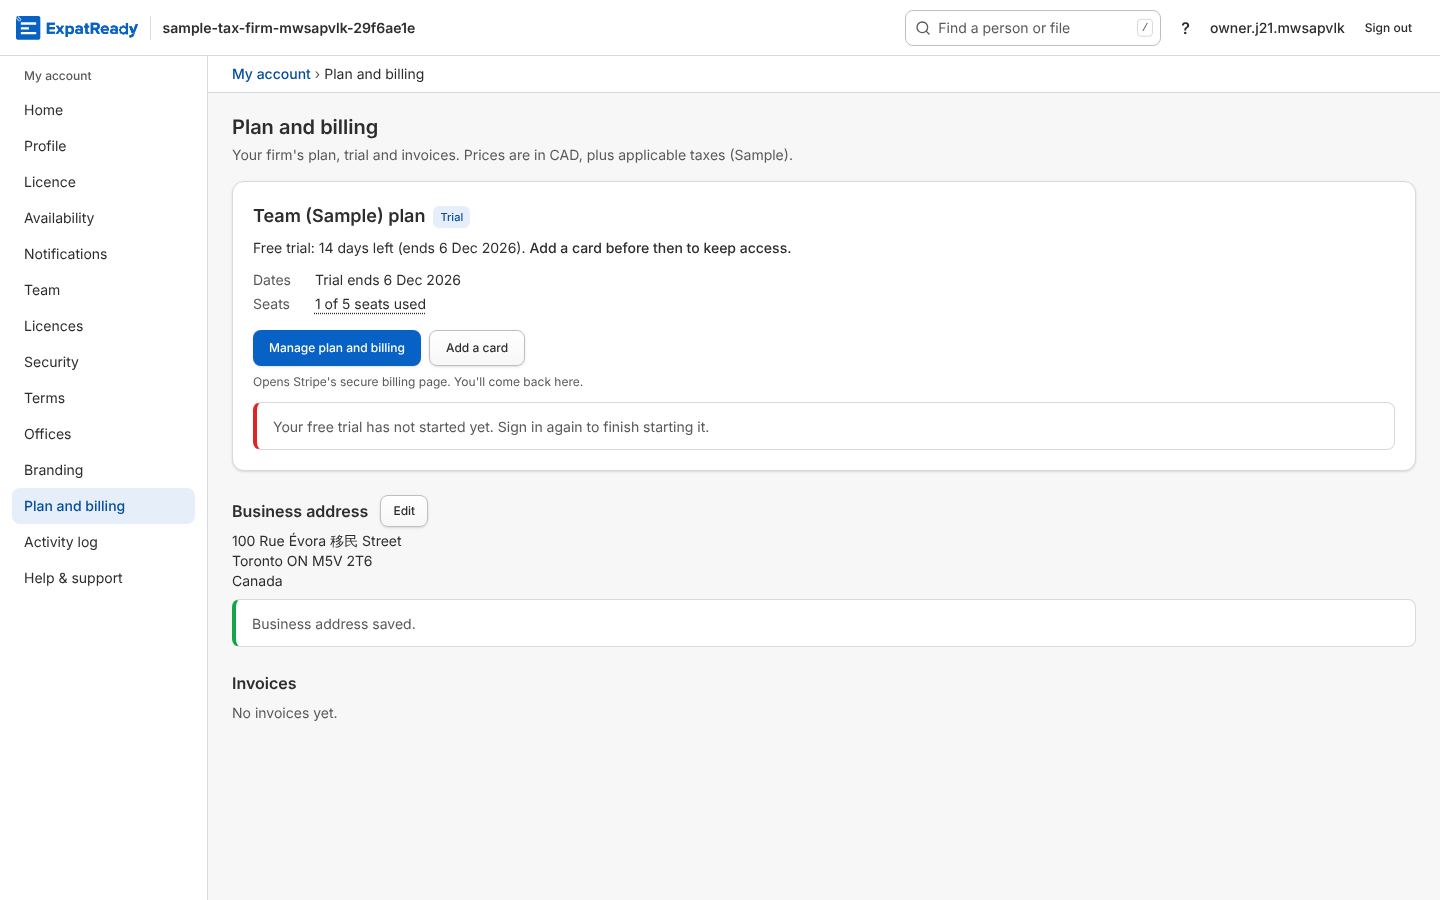 ExpatReady
sample-tax-firm-mwsapvlk-29f6ae1e
Find a person or file
/
?
owner.j21.mwsapvlk
Sign out
My account
Home
Profile
Licence
Availability
Notifications
Team
Licences
Security
Terms
Offices
Branding
Plan and billing
Activity log
Help & support
My account › Plan and billing
Plan and billing
Your firm's plan, trial and invoices. Prices are in CAD, plus applicable taxes (Sample).
Team (Sample) plan Trial
Free trial: 14 days left (ends 6 Dec 2026). Add a card before then to keep access.
Dates Trial ends 6 Dec 2026
Seats 1 of 5 seats used
Manage plan and billing
Add a card
Opens Stripe's secure billing page. You'll come back here.
Your free trial has not started yet. Sign in again to finish starting it.
Business address
Edit
100 Rue Évora 移民 Street
Toronto ON M5V 2T6
Canada
Business address saved.
Invoices
No invoices yet.